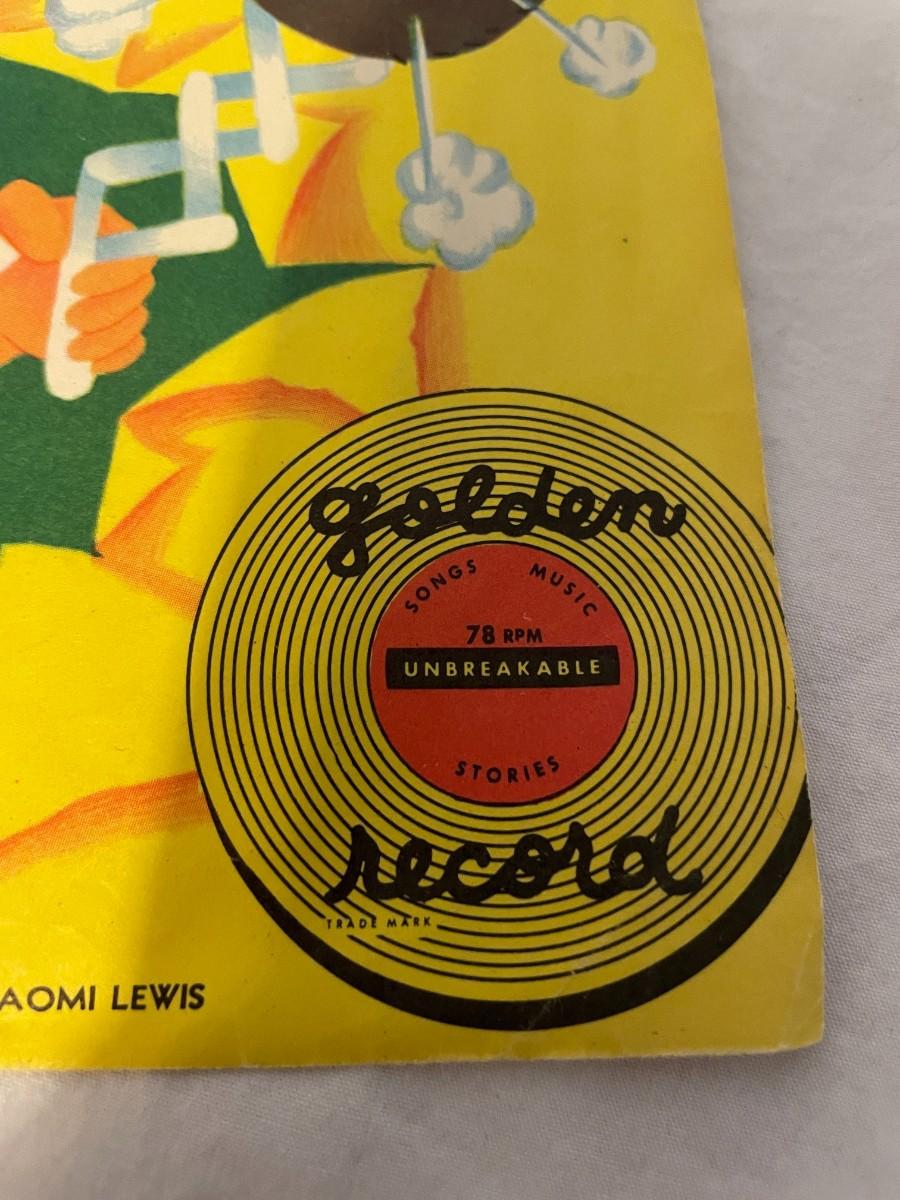 golden
SONGS MUSIC
78 RPM
UNBREAKABLE
STORIES
record
TRADE MARK
AOMI LEWIS